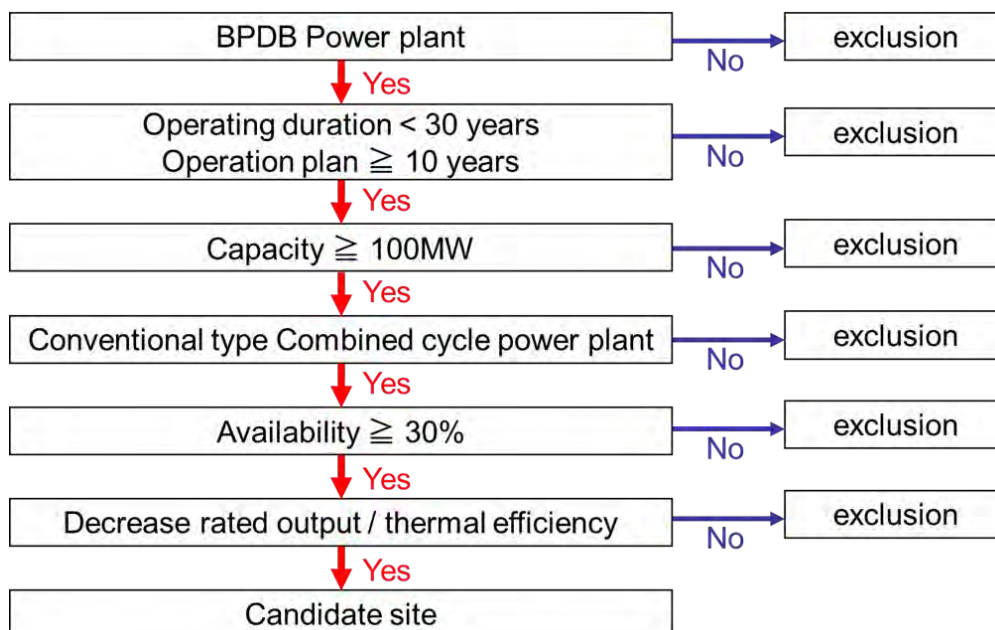 BPDB Power plant
No
exclusion
Yes
Operating duration < 30 years
Operation plan ≧ 10 years
No
exclusion
Yes
Capacity ≧ 100MW
No
exclusion
Yes
Conventional type Combined cycle power plant
No
exclusion
Yes
Availability ≧ 30%
No
exclusion
Yes
Decrease rated output / thermal efficiency
No
exclusion
Yes
Candidate site